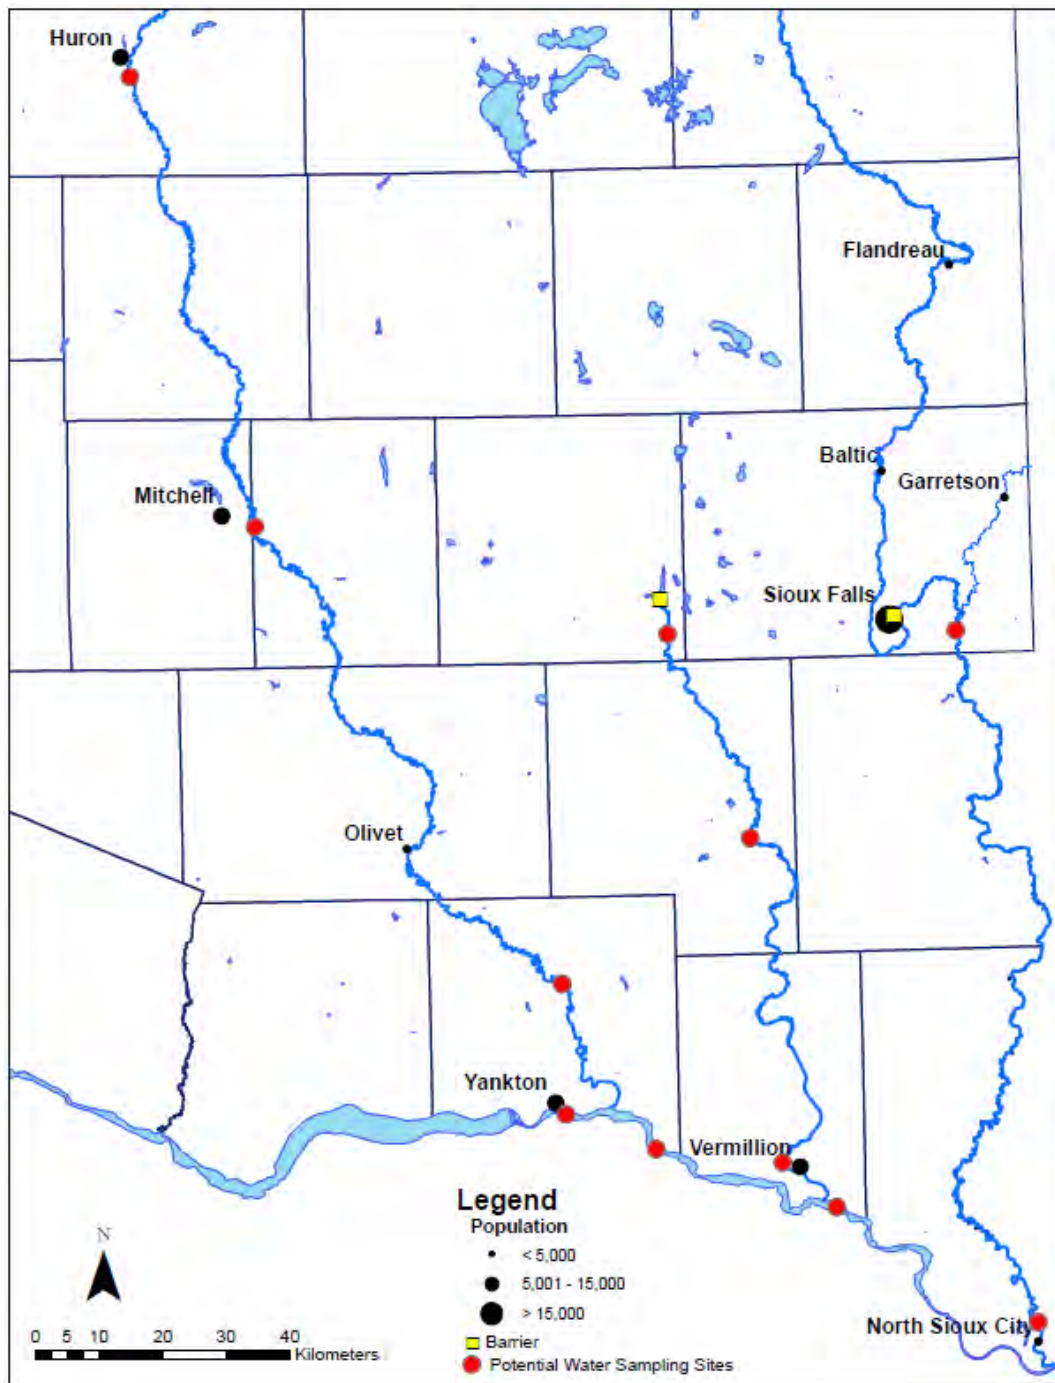 Huron
Flandreau
Baltic
Garretson
Mitchell
Sioux Falls
Olivet
Yankton
Vermillion
Legend
Population
< 5,000
5,001 - 15,000
> 15,000
Barrier
Potential Water Sampling Sites
N
0 5 10 20 30 40
Kilometers
North Sioux City